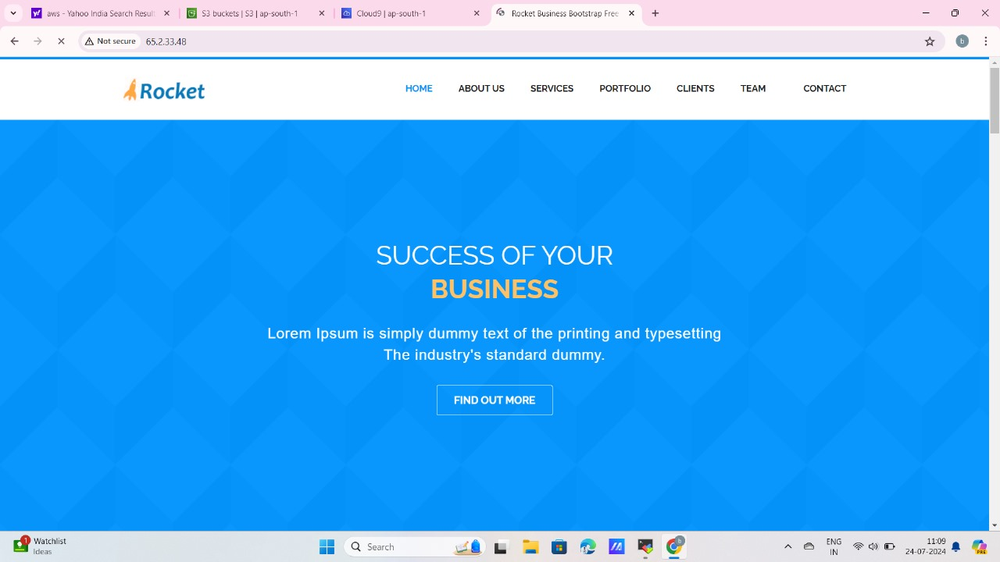 aws - Yahoo India Search Resul
S3 buckets | S3 | ap-south-1
CloudShell | ap-south-1
Rocket Business Bootstrap Free
Not secure
65.2.33.48
b
Rocket
HOME
ABOUT US
SERVICES
PORTFOLIO
CLIENTS
TEAM
CONTACT
SUCCESS OF YOUR
BUSINESS
Lorem Ipsum is simply dummy text of the printing and typesetting
The industry's standard dummy.
FIND OUT MORE
1
Watchlist
Ideas
Search
b
ENG
IN
11:09
24-07-2024
PRE